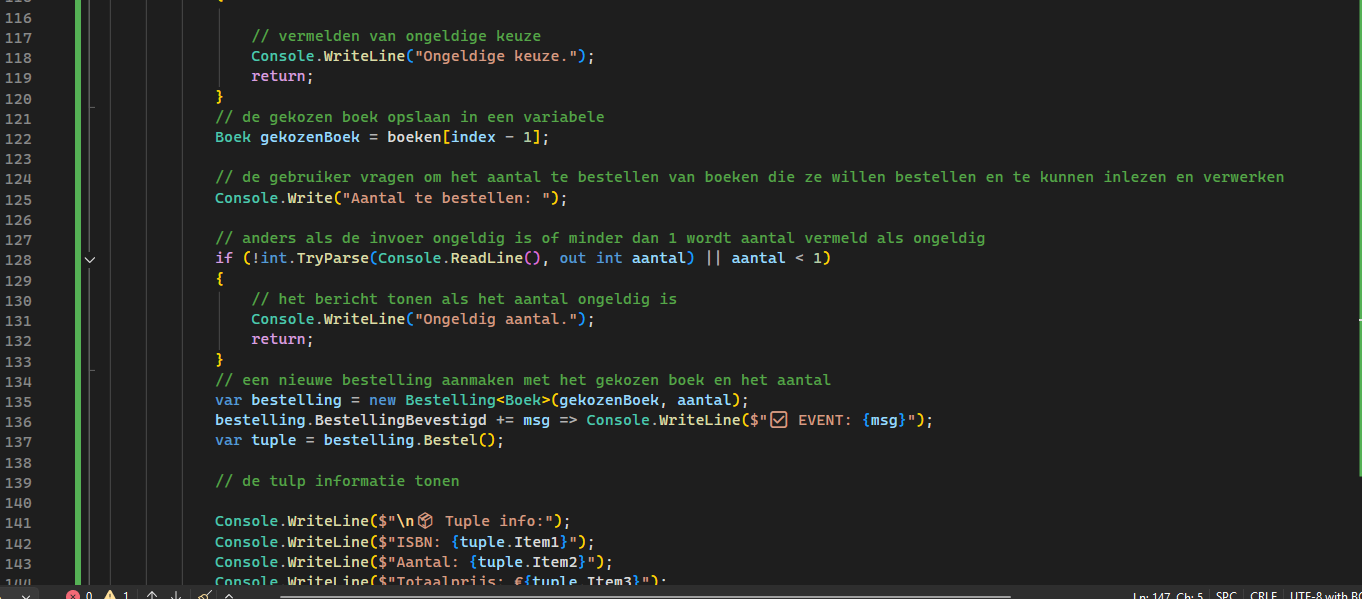 116
117 // vermelden van ongeldige keuze
118 Console.WriteLine("Ongeldige keuze.");
119 return;
120 }
121 // de gekozen boek opslaan in een variabele
122 Boek gekozenBoek = boeken[index - 1];
123
124 // de gebruiker vragen om het aantal te bestellen van boeken die ze willen bestellen en te kunnen inlezen en verwerken
125 Console.Write("Aantal te bestellen: ");
126
127 // anders als de invoer ongeldig is of minder dan 1 wordt aantal vermeld als ongeldig
128 if (!int.TryParse(Console.ReadLine(), out int aantal) || aantal < 1)
129 {
130 // het bericht tonen als het aantal ongeldig is
131 Console.WriteLine("Ongeldig aantal.");
132 return;
133 }
134 // een nieuwe bestelling aanmaken met het gekozen boek en het aantal
135 var bestelling = new Bestelling<Boek>(gekozenBoek, aantal);
136 bestelling.BestellingBevestigd += msg => Console.WriteLine($"☑ EVENT: {msg}");
137 var tuple = bestelling.Bestel();
138
139 // de tulp informatie tonen
140
141 Console.WriteLine($"\n📦 Tuple info:");
142 Console.WriteLine($"ISBN: {tuple.Item1}");
143 Console.WriteLine($"Aantal: {tuple.Item2}");
144 Console.WriteLine($"Totaalprijs: €{tuple.Item3}");
0 1 Ln: 147 Ch: 5 SPC CRLF UTF-8 with